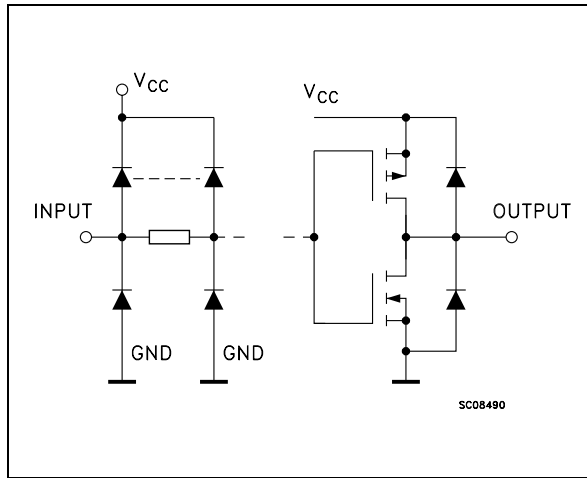 VCC
VCC
INPUT
OUTPUT
GND
GND
SC08490